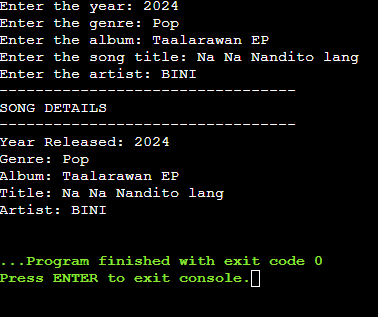 Enter the year: 2024
Enter the genre: Pop
Enter the album: Taalarawan EP
Enter the song title: Na Na Nandito lang
Enter the artist: BINI
---------------------------------
SONG DETAILS
---------------------------------
Year Released: 2024
Genre: Pop
Album: Taalarawan EP
Title: Na Na Nandito lang
Artist: BINI
...Program finished with exit code 0
Press ENTER to exit console.